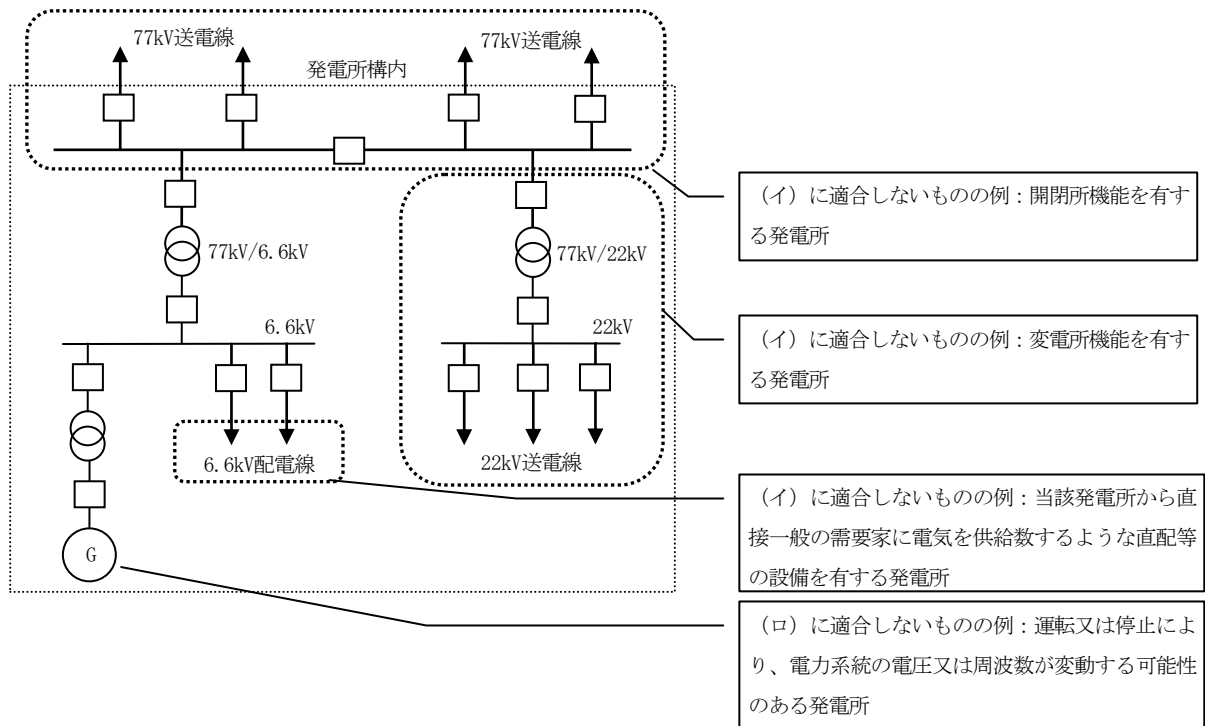 77kV送電線
77kV送電線
発電所構内
77kV/6.6kV
77kV/22kV
6.6kV
22kV
6.6kV配電線
22kV送電線
G
（イ）に適合しないものの例：開閉所機能を有す
る発電所
（イ）に適合しないものの例：変電所機能を有す
る発電所
（イ）に適合しないものの例：当該発電所から直
接一般の需要家に電気を供給数するような直配等
の設備を有する発電所
（ロ）に適合しないものの例：運転又は停止によ
り、電力系統の電圧又は周波数が変動する可能性
のある発電所